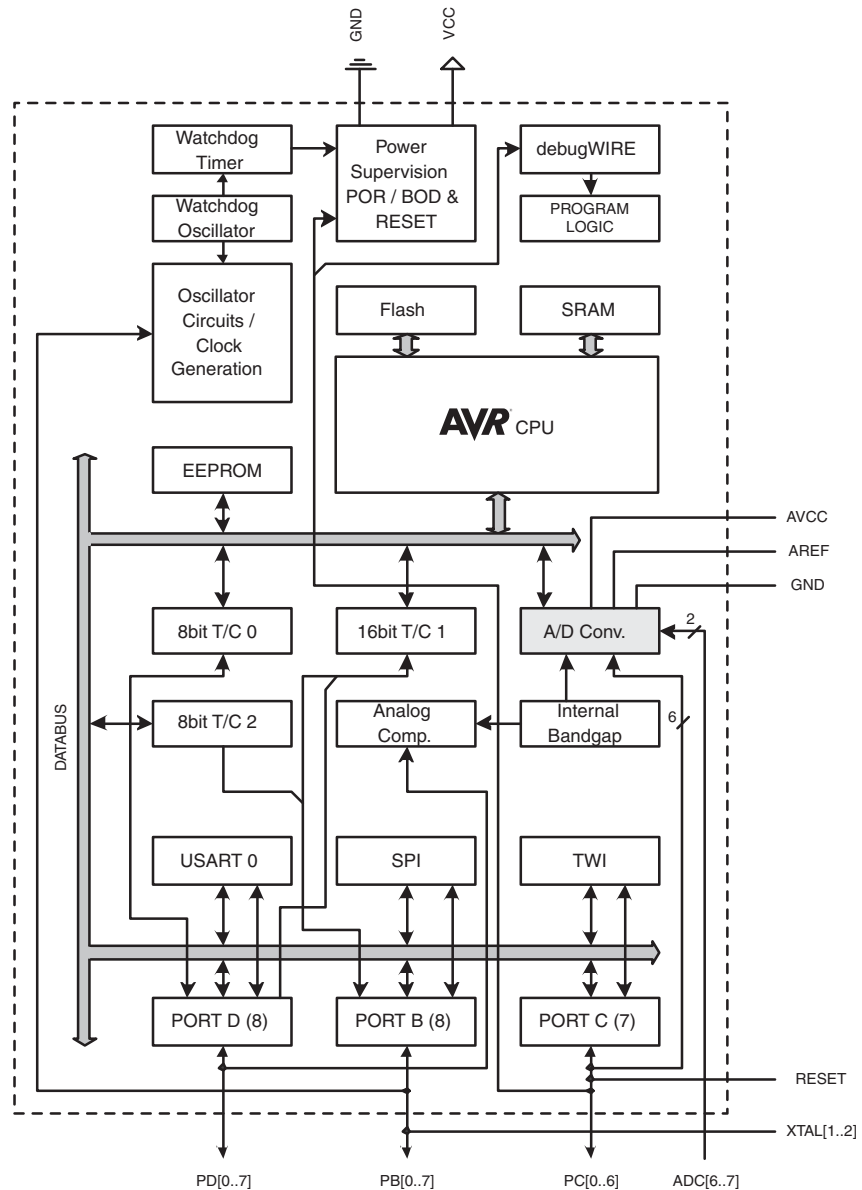 GND
VCC
Watchdog
Timer
Power
Supervision
POR / BOD &
RESET
debugWIRE
Watchdog
Oscillator
PROGRAM
LOGIC
Oscillator
Circuits /
Clock
Generation
Flash
SRAM
AVR CPU
EEPROM
AVCC
AREF
GND
8bit T/C 0
16bit T/C 1
A/D Conv.
2
DATABUS
8bit T/C 2
Analog
Comp.
Internal
Bandgap
6
USART 0
SPI
TWI
PORT D (8)
PORT B (8)
PORT C (7)
RESET
XTAL[1..2]
PD[0..7]
PB[0..7]
PC[0..6]
ADC[6..7]